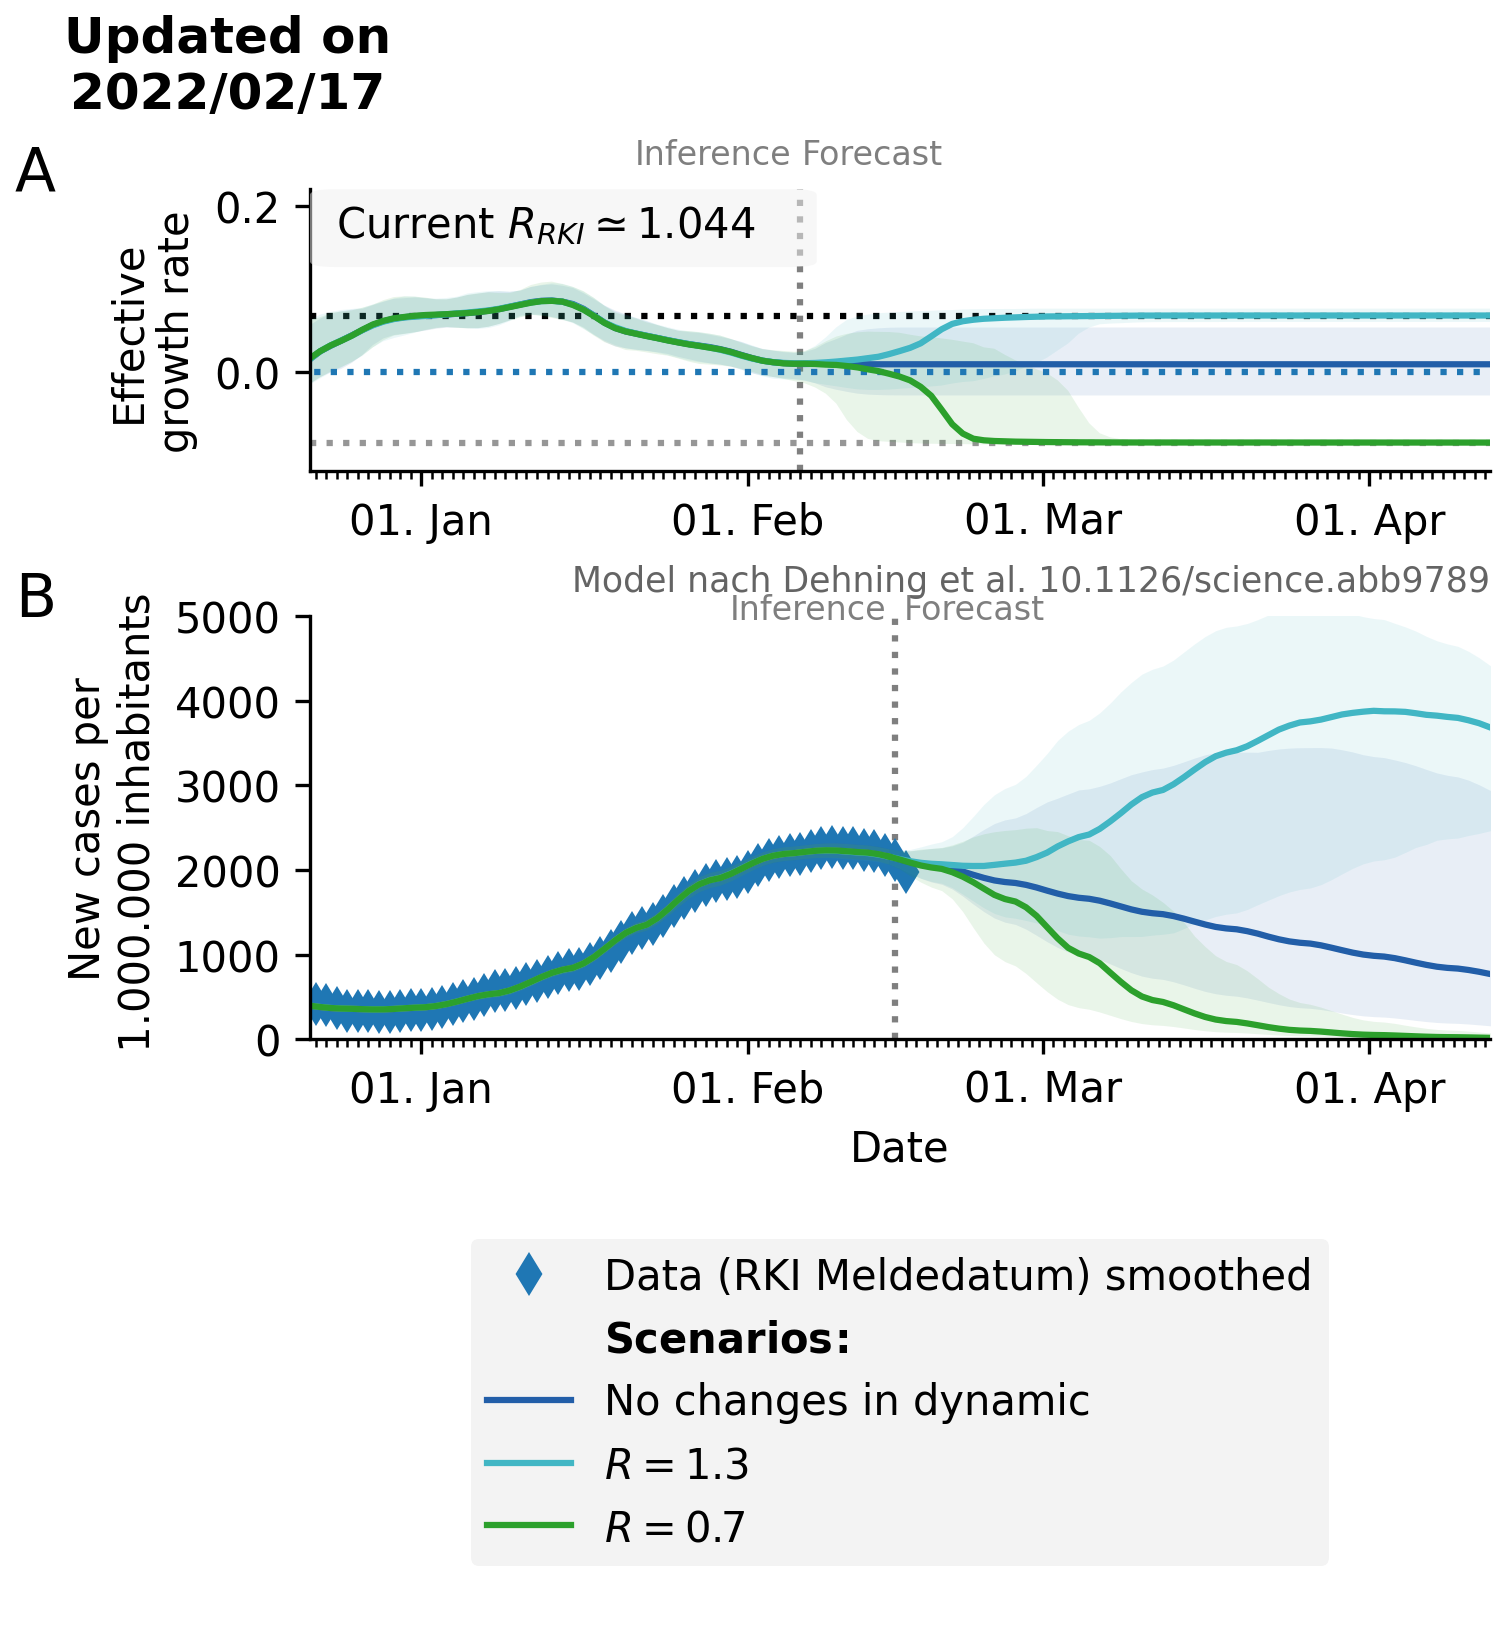 Updated on
2022/02/17
A
Inference Forecast
Current R_RKI ≃ 1.044
Effective
growth rate
0.2
0.0
01. Jan 01. Feb 01. Mar 01. Apr
B
Model nach Dehning et al. 10.1126/science.abb9789
Inference Forecast
New cases per
1.000.000 inhabitants
5000
4000
3000
2000
1000
0
01. Jan 01. Feb 01. Mar 01. Apr
Date
Data (RKI Meldedatum) smoothed
Scenarios:
No changes in dynamic
R = 1.3
R = 0.7